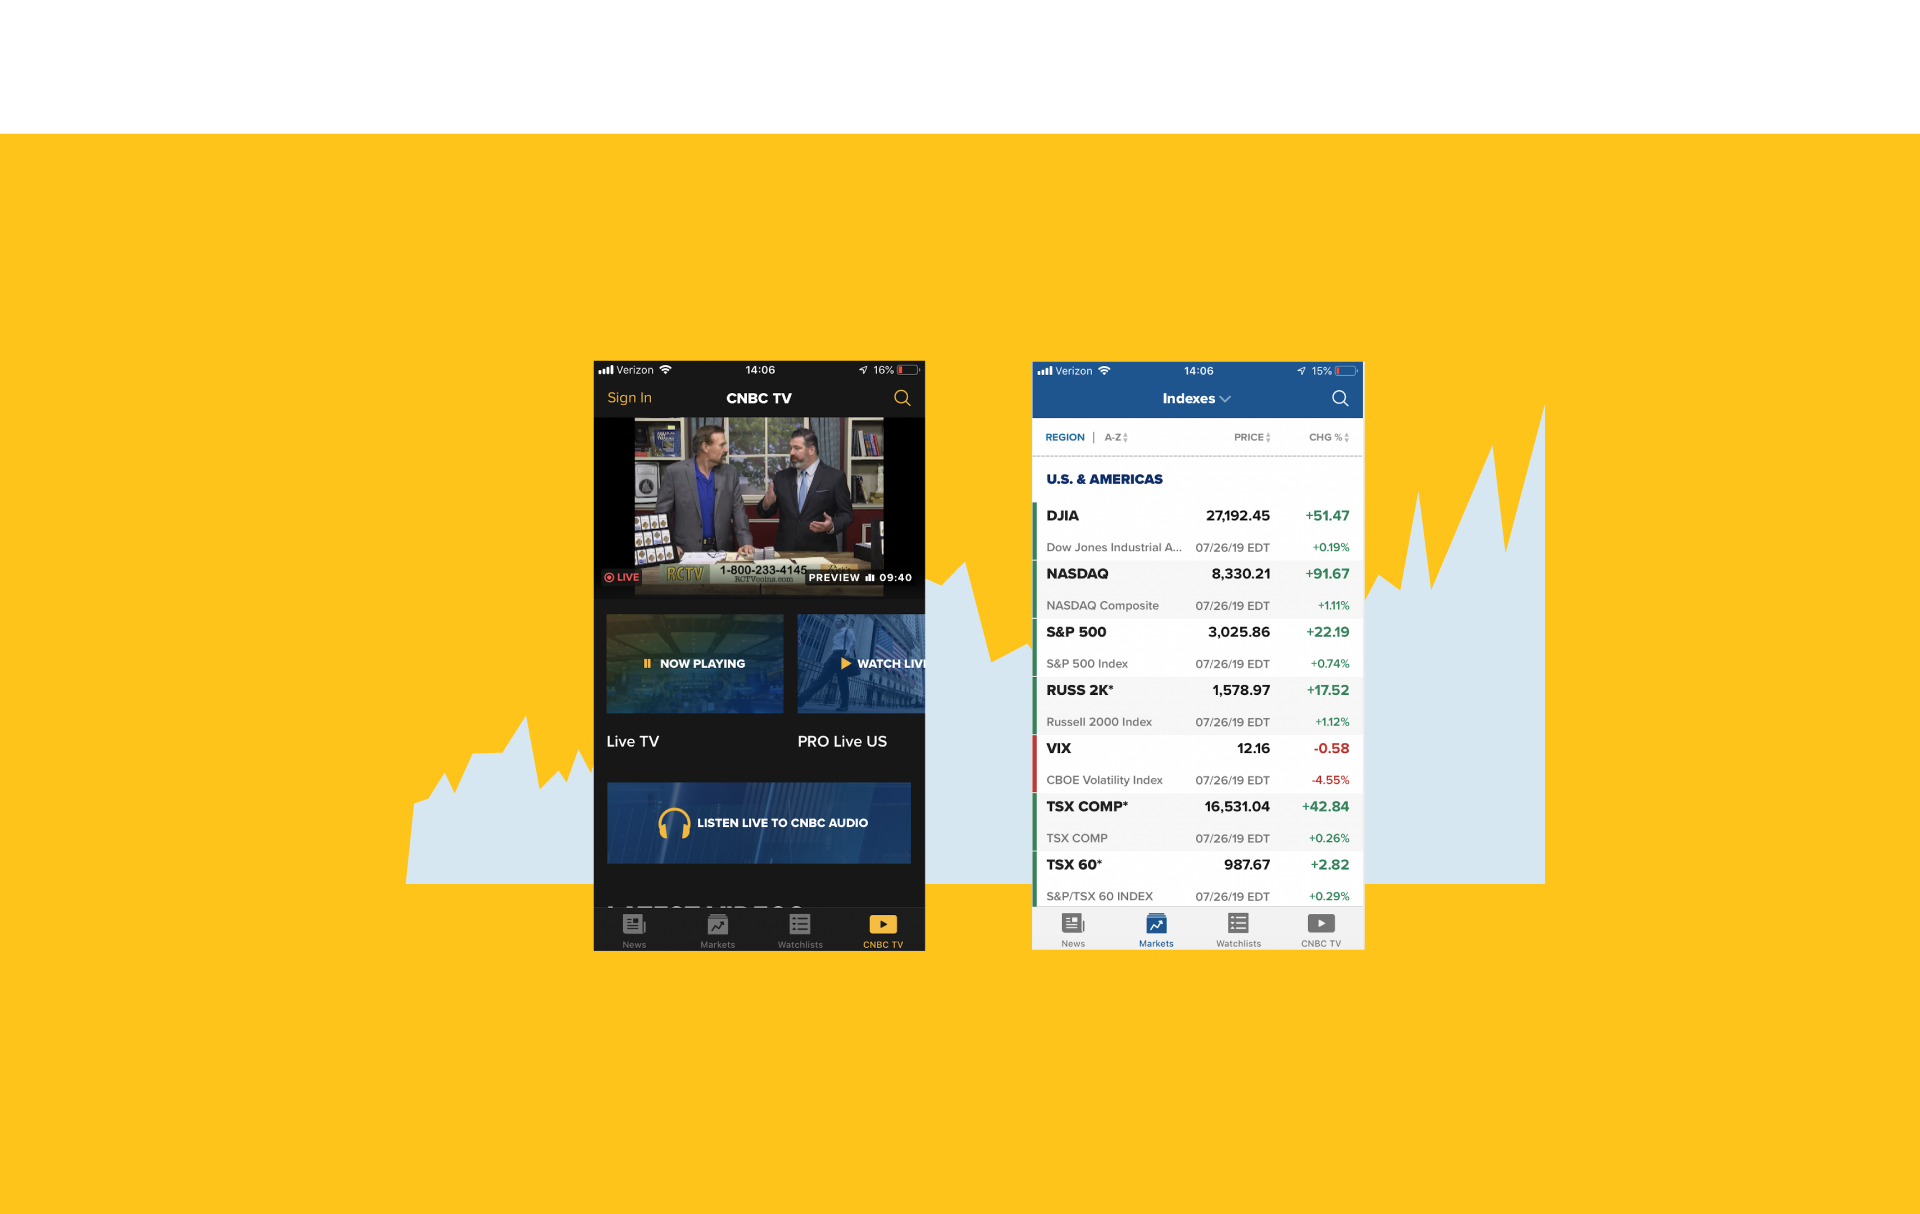 Verizon 14:06 16%
Sign In CNBC TV
LIVE RCTV 1-800-233-4145
RCTVcoins.com PREVIEW 09:40
NOW PLAYING WATCH LIV
Live TV PRO Live US
LISTEN LIVE TO CNBC AUDIO
LATEST VIDEOS
News Markets Watchlists CNBC TV
Verizon 14:06 15%
Indexes
REGION | A-Z PRICE CHG %
U.S. & AMERICAS
DJIA 27,192.45 +51.47
Dow Jones Industrial A... 07/26/19 EDT +0.19%
NASDAQ 8,330.21 +91.67
NASDAQ Composite 07/26/19 EDT +1.11%
S&P 500 3,025.86 +22.19
S&P 500 Index 07/26/19 EDT +0.74%
RUSS 2K* 1,578.97 +17.52
Russell 2000 Index 07/26/19 EDT +1.12%
VIX 12.16 -0.58
CBOE Volatility Index 07/26/19 EDT -4.55%
TSX COMP* 16,531.04 +42.84
TSX COMP 07/26/19 EDT +0.26%
TSX 60* 987.67 +2.82
S&P/TSX 60 INDEX 07/26/19 EDT +0.29%
News Markets Watchlists CNBC TV